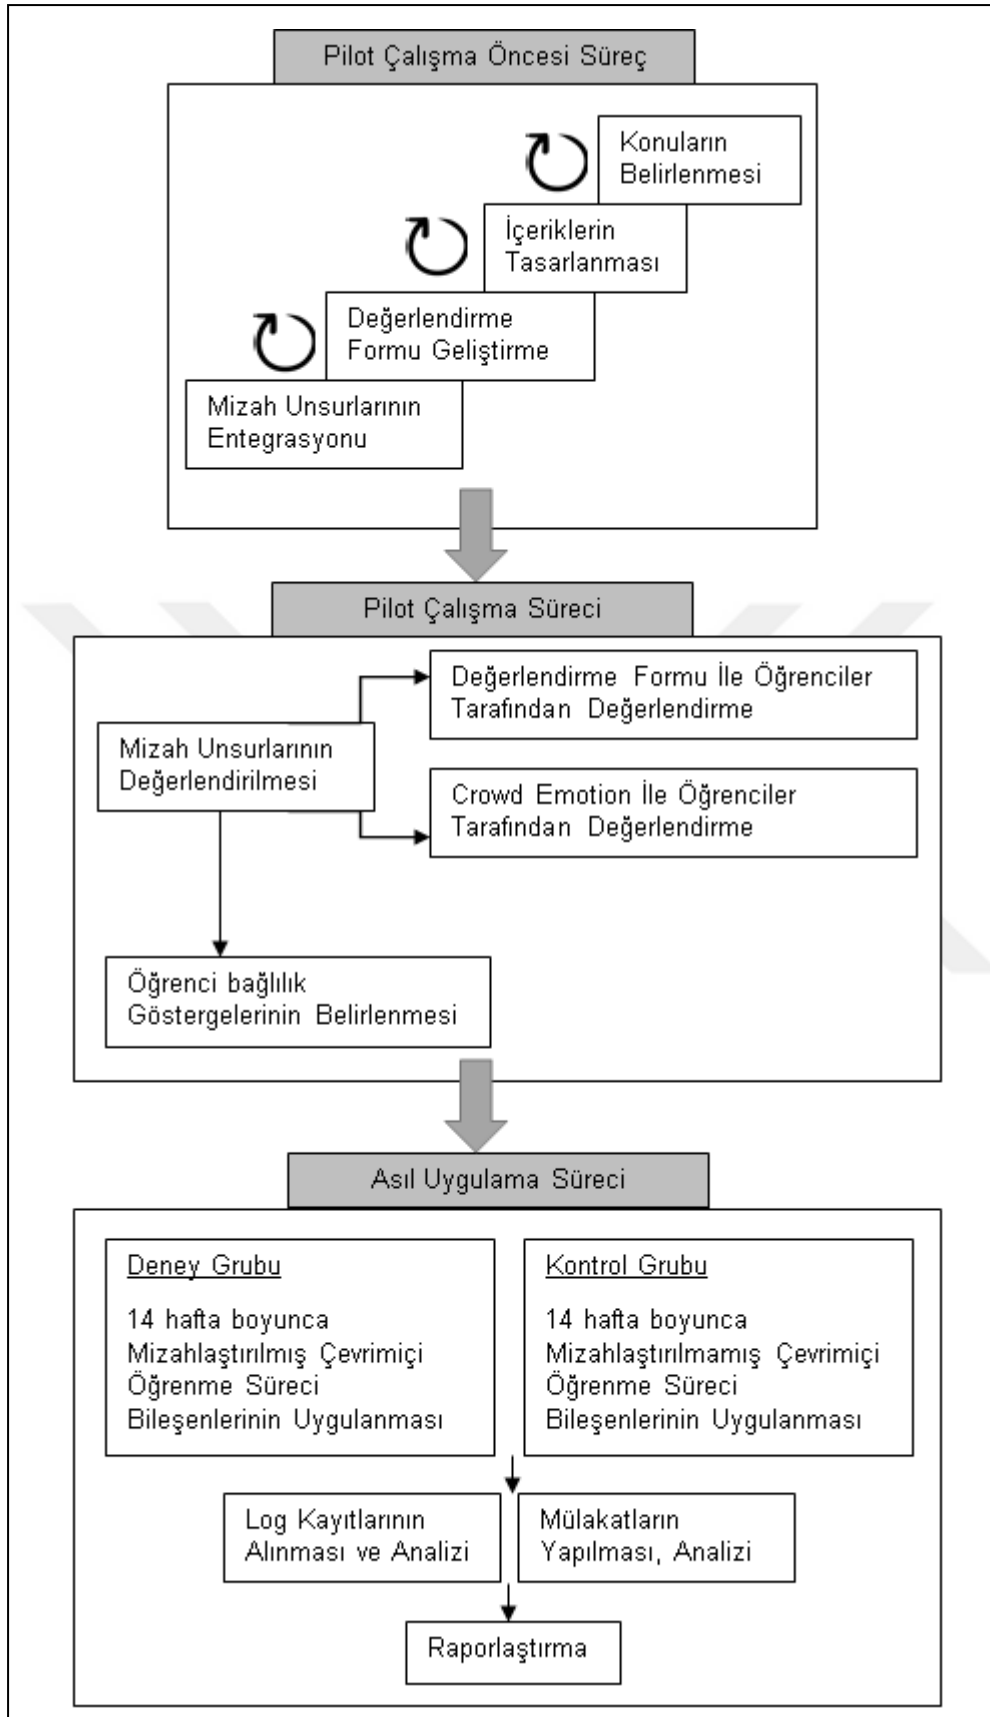 Pilot Çalışma Öncesi Süreç
Konuların
Belirlenmesi
İçeriklerin
Tasarlanması
Değerlendirme
Formu Geliştirme
Mizah Unsurlarının
Entegrasyonu
Pilot Çalışma Süreci
Değerlendirme Formu İle Öğrenciler
Tarafından Değerlendirme
Mizah Unsurlarının
Değerlendirilmesi
Crowd Emotion İle Öğrenciler
Tarafından Değerlendirme
Öğrenci bağlılık
Göstergelerinin Belirlenmesi
Asıl Uygulama Süreci
Deney Grubu
14 hafta boyunca
Mizahlaştırılmış Çevrimiçi
Öğrenme Süreci
Bileşenlerinin Uygulanması
Kontrol Grubu
14 hafta boyunca
Mizahlaştırılmamış Çevrimiçi
Öğrenme Süreci
Bileşenlerinin Uygulanması
Log Kayıtlarının
Alınması ve Analizi
Mülakatların
Yapılması, Analizi
Raporlaştırma